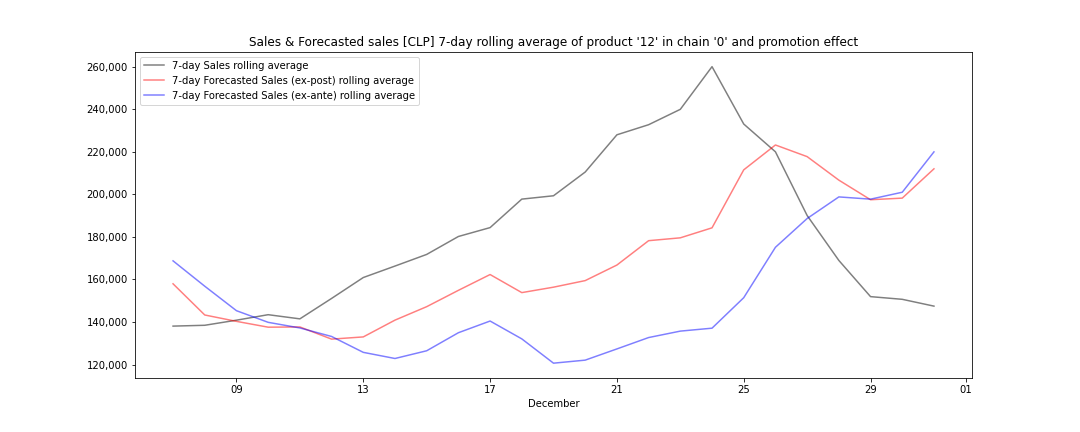 Sales & Forecasted sales [CLP] 7-day rolling average of product '12' in chain '0' and promotion effect
7-day Sales rolling average
7-day Forecasted Sales (ex-post) rolling average
7-day Forecasted Sales (ex-ante) rolling average
260,000
240,000
220,000
200,000
180,000
160,000
140,000
120,000
09 13 17 21 25 29 01
December